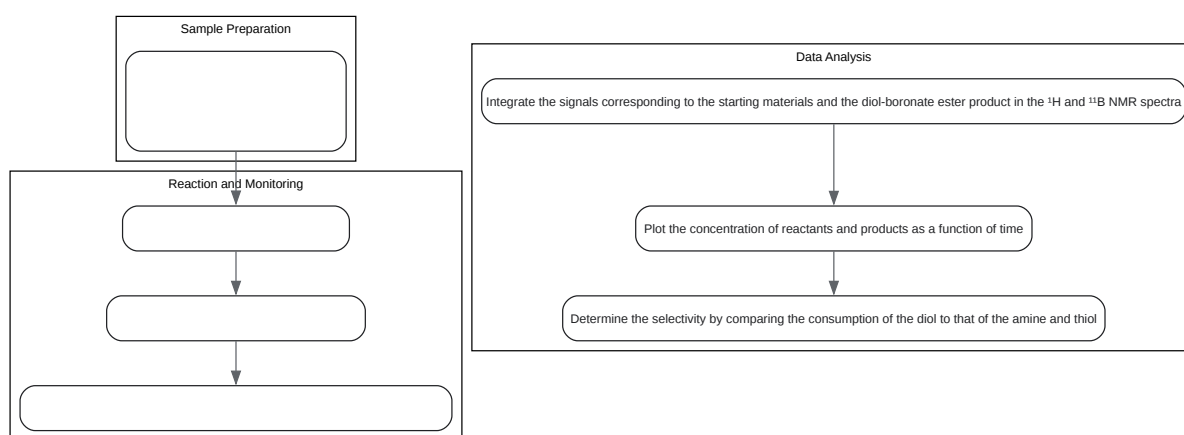 Sample Preparation
Reaction and Monitoring
Data Analysis
Integrate the signals corresponding to the starting materials and the diol-boronate ester product in the ¹H and ¹¹B NMR spectra
Plot the concentration of reactants and products as a function of time
Determine the selectivity by comparing the consumption of the diol to that of the amine and thiol